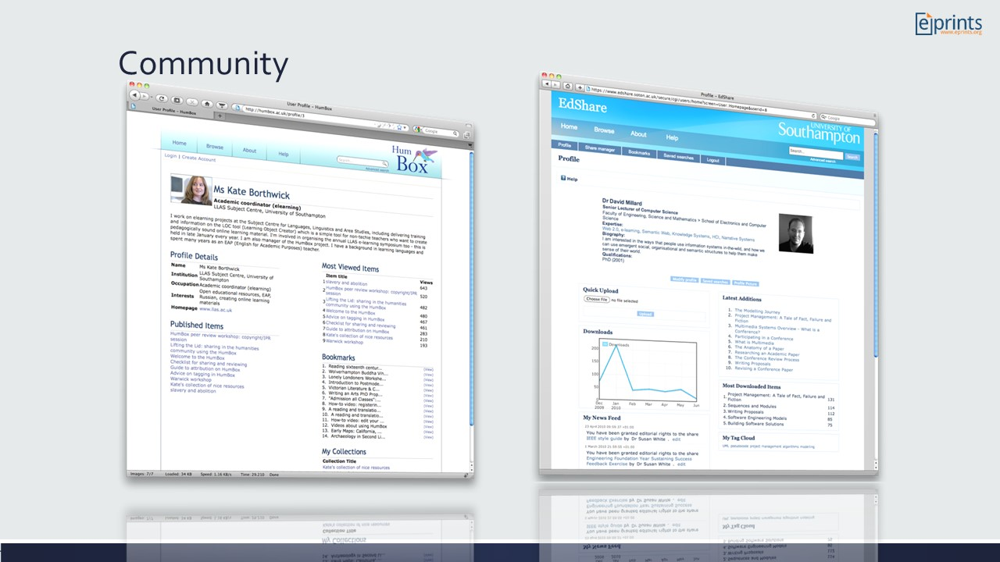 [e]prints
www.eprints.org
Community
User Profile – HumBox
http://humbox.ac.uk/profile/3
Google
User Profile – HumBox
Home
Browse
About
Help
Hum
Box
Search...
Advanced search
Login | Create Account
Ms Kate Borthwick
Academic coordinator (elearning)
LLAS Subject Centre, University of Southampton
I work on elearning projects at the Subject Centre for Languages, Linguistics and Area Studies, including delivering training
and information on the LOC tool (Learning Object Creator) which is a simple tool for non-techie teachers who want to create
pedagogically sound online learning material. I'm involved in organising the annual LLAS e-learning symposium too - this is
held in late January every year. I am also manager of the HumBox project. I have a background in learning languages and
spent many years as an EAP (English for Academic Purposes) teacher.
Profile Details
Name Ms Kate Borthwick
Institution LLAS Subject Centre, University of
Southampton
Occupation Academic coordinator (elearning)
Interests Open educational resources, EAP,
Russian, creating online learning
materials
Homepage www.llas.ac.uk
Published Items
HumBox peer review workshop: copyright/IPR
session
Lifting the Lid: sharing in the humanities
community using the HumBox
Welcome to the HumBox
Checklist for sharing and reviewing
Guide to attribution on HumBox
Advice on tagging in HumBox
Warwick workshop
Kate's collection of nice resources
slavery and abolition
Most Viewed Items
Item title Views
1 slavery and abolition 643
2 HumBox peer review workshop: copyright/IPR
session 520
3 Lifting the Lid: sharing in the humanities
community using the HumBox 482
4 Welcome to the HumBox 480
5 Advice on tagging in HumBox 467
6 Checklist for sharing and reviewing 461
7 Guide to attribution on HumBox 283
8 Kate's collection of nice resources 210
9 Warwick workshop 193
Bookmarks
1. Reading sixteenth centur... [View]
2. Wolverhampton Buddha Vih... [View]
3. Lonely Londoners Worksho... [View]
4. Introduction to Postmode... [View]
5. Victorian Literature & C... [View]
6. Writing an Arts PhD Prop... [View]
7. "Admission all Classes":... [View]
8. How-to video: registerin... [View]
9. A reading and translatio... [View]
10. A reading and translatio... [View]
11. How-to video: edit your ... [View]
12. Videos about using HumBox [View]
13. Early Maps: California, ... [View]
14. Archaeology in Second Li... [View]
My Collections
Collection Title
Kate's collection of nice resources
Images: 7/7 Loaded: 34 KB Speed: 1.16 KB/s Time: 29.210 Done
Profile – EdShare
https://www.edshare.soton.ac.uk/secure/cgi/users/home?screen=User::Homepage&userid=8
Google
EdShare
UNIVERSITY OF
Southampton
Home
Browse
About
Help
Search...
Search
Advanced search
Profile
Share manager
Bookmarks
Saved searches
Logout
Profile
Help
Dr David Millard
Senior Lecturer of Computer Science
Faculty of Engineering, Science and Mathematics > School of Electronics and Computer
Science
Expertise:
Web 2.0, e-learning, Semantic Web, Knowledge Systems, HCI, Narrative Systems
Biography:
I am interested in the ways that people use information systems in-the-wild, and how we
can use emergent social, organisational and semantic structures to help them make
sense of their world.
Qualifications:
PhD (2001)
Modify profile
Saved searches
Quick Upload
Choose File no file selected
Upload
Downloads
Downloads
200
150
100
50
0
Dec
2009
Jan
2010
Feb
Mar
Apr
May
Jun
My News Feed
You have been granted editorial rights to the share
IEEE style guide by Dr Susan White . edit
You have been granted editorial rights to the share
Engineering Foundation Year Sustaining Success
Feedback Exercise by Dr Susan White . edit
Latest Additions
1. The Modelling Journey
2. Project Management: A Tale of Fact, Failure and
Fiction
3. Multimedia Systems Overview - What is a
Conference?
4. Participating in a Conference
5. What is Multimedia
6. The Anatomy of a Paper
7. Researching an Academic Paper
8. The Conference Review Process
9. Writing Proposals
10. Revising a Conference Paper
Most Downloaded Items
1. Project Management: A Tale of Fact, Failure and
Fiction 131
2. Sequences and Modules 114
3. Writing Proposals 112
4. Software Engineering Models 85
5. Building Software Solutions 75
My Tag Cloud
UML pseudocode project management algorithms modeling